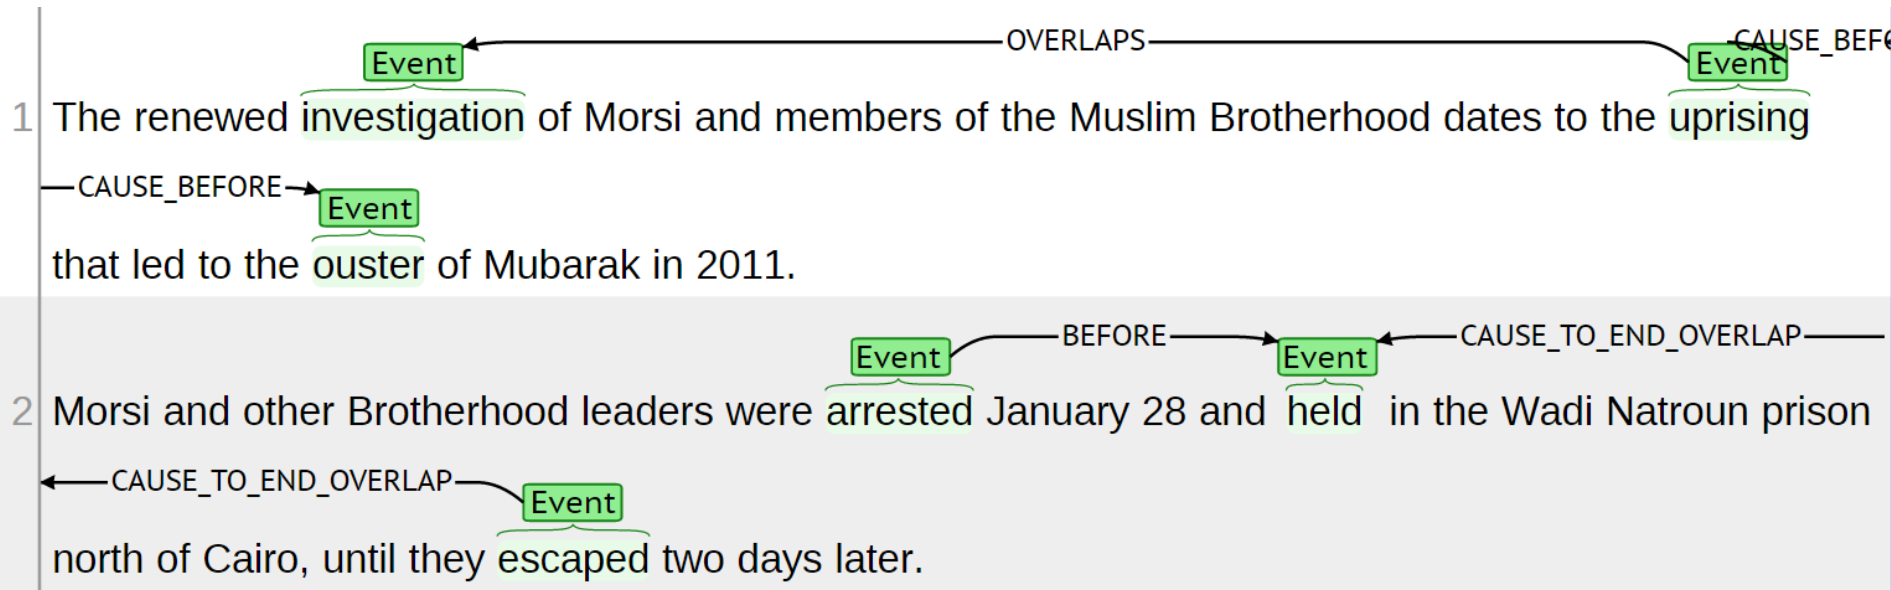 OVERLAPS CAUSE_BEFO
Event Event
1 The renewed investigation of Morsi and members of the Muslim Brotherhood dates to the uprising
CAUSE_BEFORE
Event
that led to the ouster of Mubarak in 2011.
BEFORE CAUSE_TO_END_OVERLAP
Event Event
2 Morsi and other Brotherhood leaders were arrested January 28 and held in the Wadi Natroun prison
CAUSE_TO_END_OVERLAP
Event
north of Cairo, until they escaped two days later.